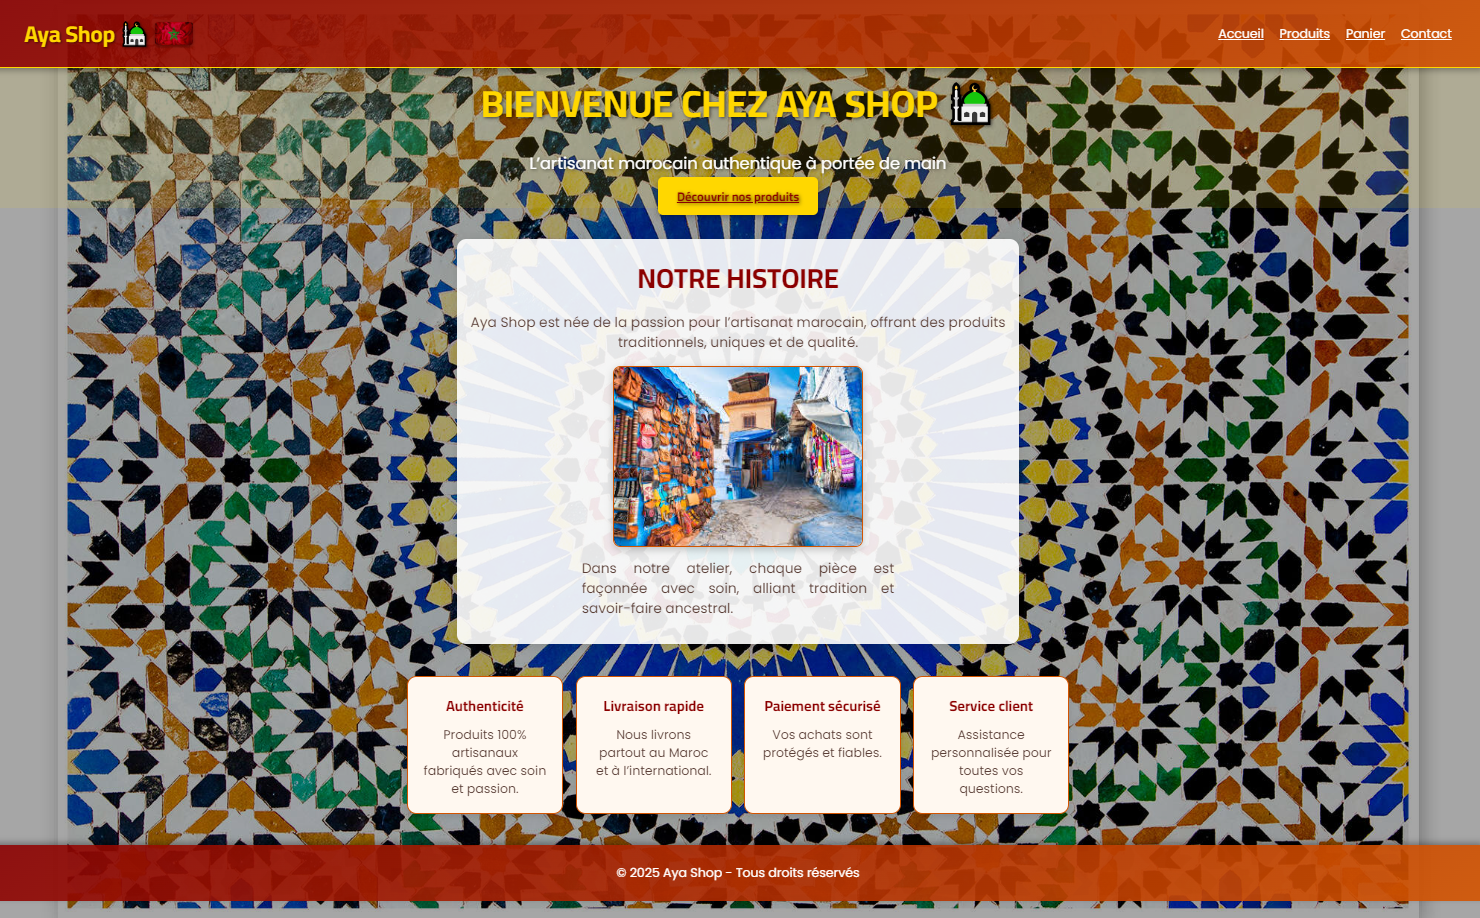 Aya Shop
Accueil Produits Panier Contact
BIENVENUE CHEZ AYA SHOP
L’artisanat marocain authentique à portée de main
Découvrir nos produits
NOTRE HISTOIRE
Aya Shop est née de la passion pour l’artisanat marocain, offrant des produits
traditionnels, uniques et de qualité.
Dans notre atelier, chaque pièce est
façonnée avec soin, alliant tradition et
savoir-faire ancestral.
Authenticité
Produits 100%
artisanaux
fabriqués avec soin
et passion.
Livraison rapide
Nous livrons
partout au Maroc
et à l’international.
Paiement sécurisé
Vos achats sont
protégés et fiables.
Service client
Assistance
personnalisée pour
toutes vos
questions.
© 2025 Aya Shop - Tous droits réservés